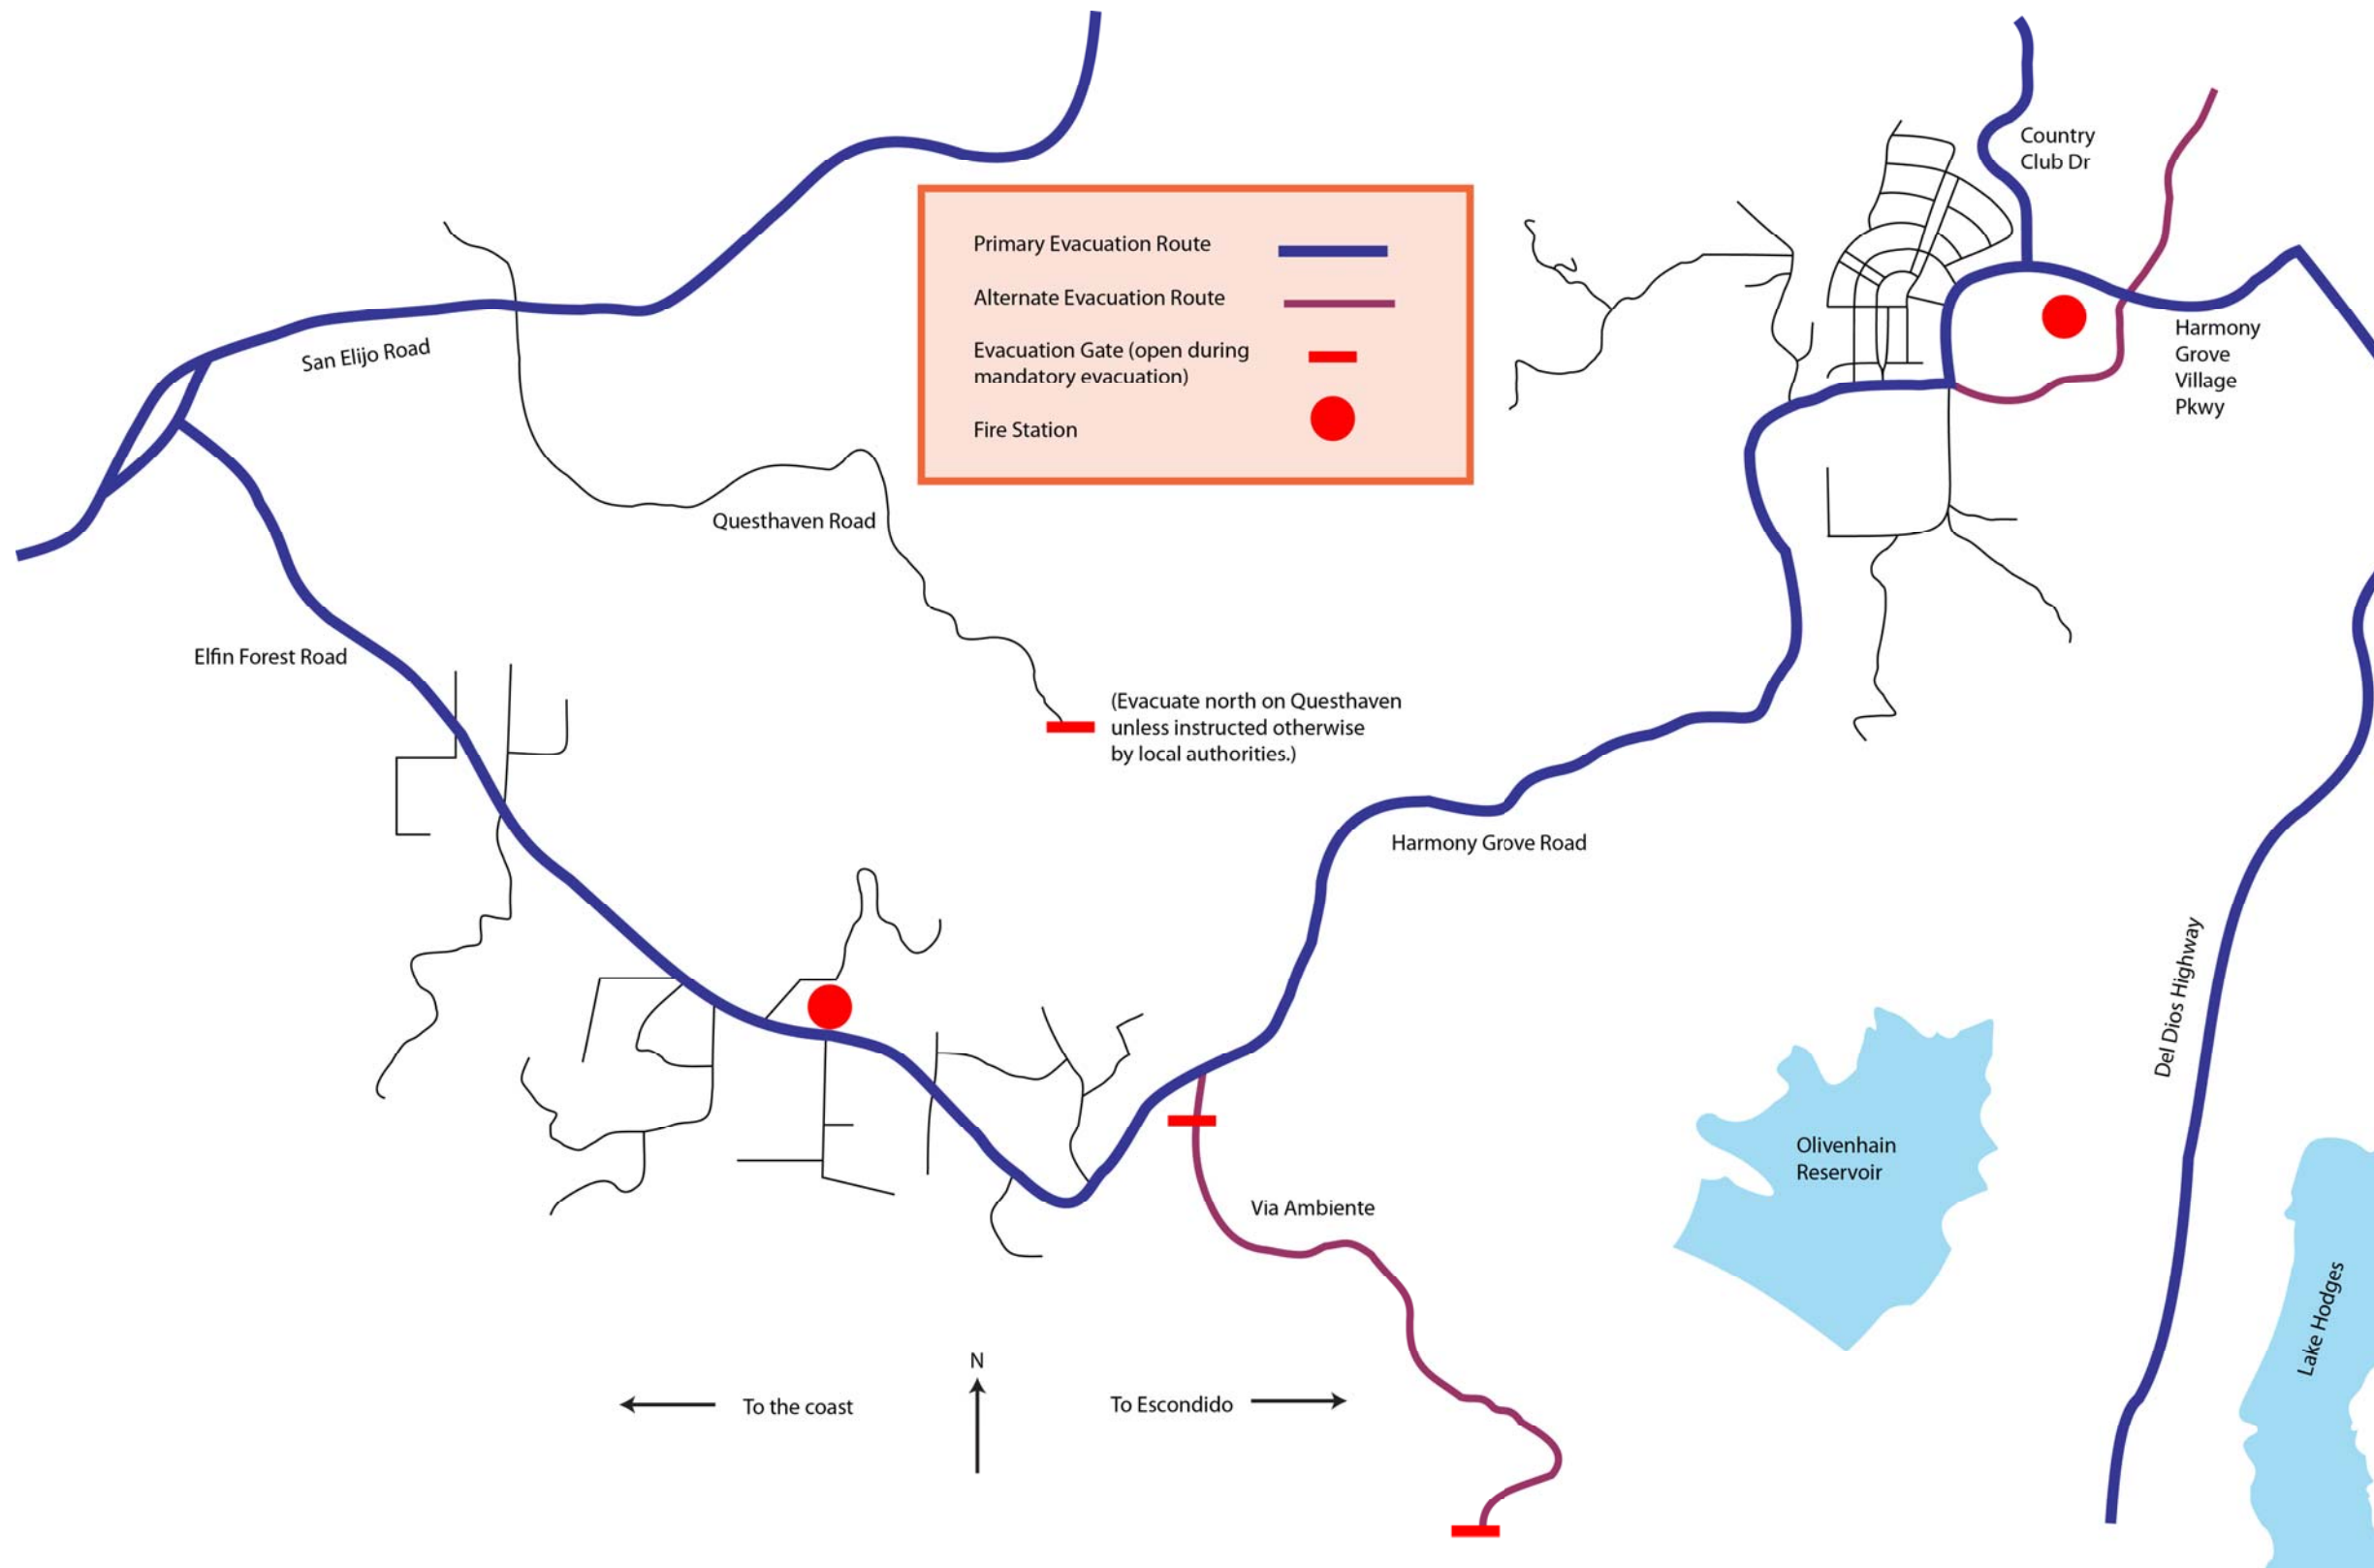 Country
Club Dr
Primary Evacuation Route
Alternate Evacuation Route
Evacuation Gate (open during
mandatory evacuation)
Fire Station
San Elijo Road
Harmony
Grove
Village
Pkwy
Questhaven Road
Elfin Forest Road
(Evacuate north on Questhaven
unless instructed otherwise
by local authorities.)
Harmony Grove Road
Del Dios Highway
Olivenhain
Reservoir
Via Ambiente
Lake Hodges
N
To the coast
To Escondido